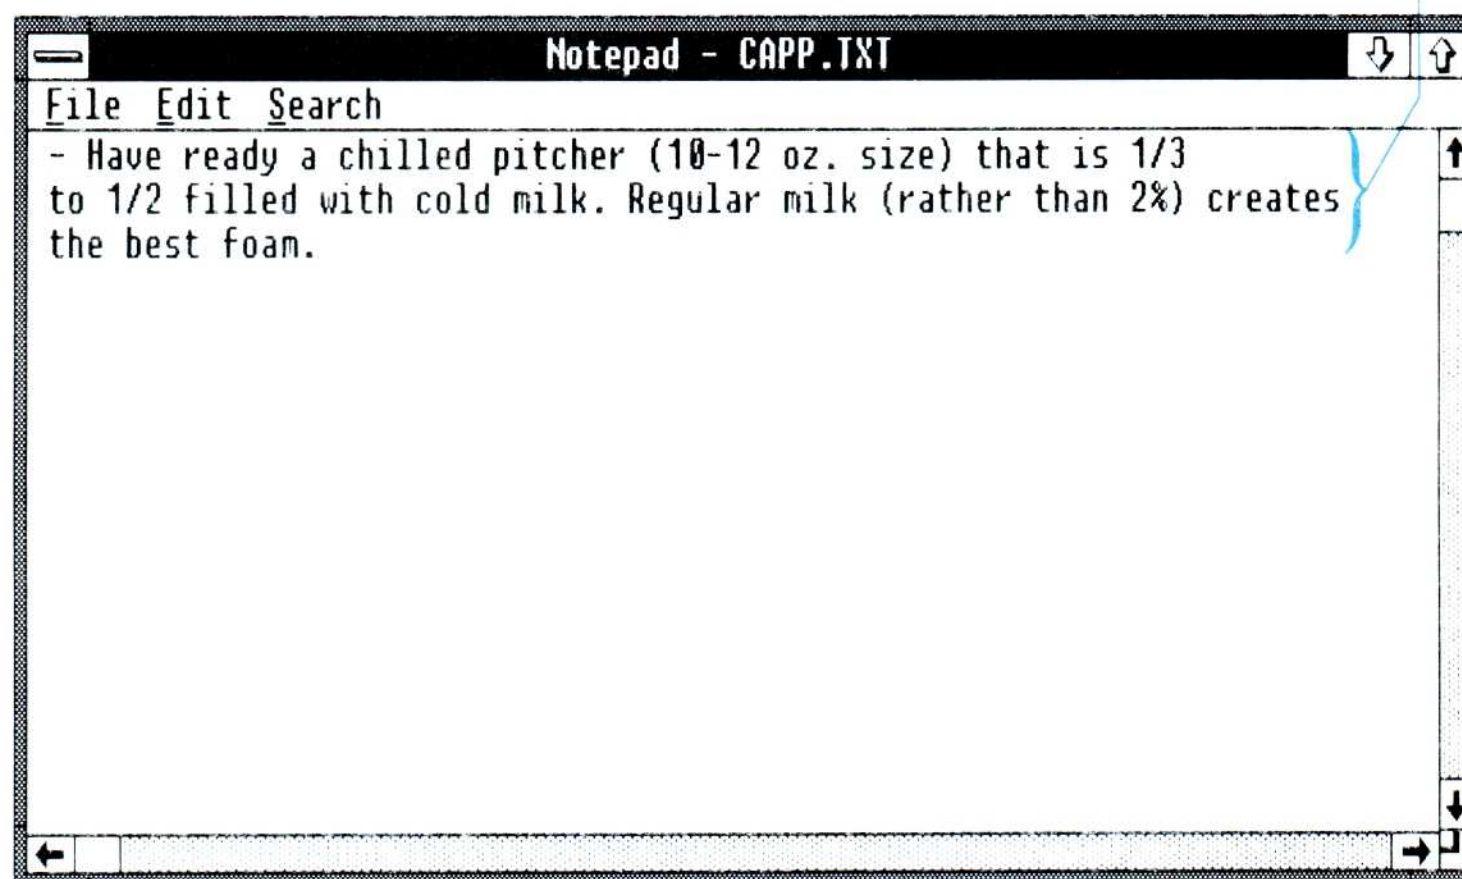 Notepad - CAPP.TXT
File Edit Search
- Have ready a chilled pitcher (10-12 oz. size) that is 1/3
to 1/2 filled with cold milk. Regular milk (rather than 2%) creates
the best foam.